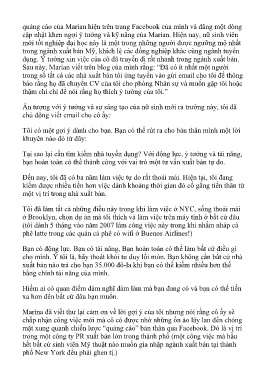 quảng cáo của Marian hiện trên trang Facebook của mình và đăng một dòng
cập nhật khen ngợi ý tưởng và kỹ năng của Marian. Hiện nay, nữ sinh viên
mới tốt nghiệp đại học này là một trong những người được ngưỡng mộ nhất
trong ngành xuất bản Mỹ, khích lệ các dòng nghiệp khác cùng ngành tuyển
dụng. Ý tưởng xin việc của cô đã truyền đi rất nhanh trong ngành xuất bản.
Sau này, Marian viết trên blog của mình rằng: “Đã có ít nhất một người
trong số tất cả các nhà xuất bản tôi ứng tuyển vào gửi email cho tôi để thông
báo rằng họ đã chuyển CV của tôi cho phòng Nhân sự và muốn gặp tôi hoặc
thậm chí chỉ để nói rằng họ thích ý tưởng của tôi.”
Ấn tượng với ý tưởng và sự sáng tạo của nữ sinh mới ra trường này, tôi đã
chủ động viết email cho cô ấy:
Tôi có một gợi ý dành cho bạn. Bạn có thể rút ra cho bản thân mình một lời
khuyên nào đó từ đây:
Tại sao lại cần tìm kiếm nhà tuyển dụng? Với động lực, ý tưởng và tài năng,
bạn hoàn toàn có thể thành công với vai trò một tư vấn xuất bản tự do.
Đến nay, tôi đã có ba năm làm việc tự do rất thoải mái. Hiện tại, tôi đang
kiếm được nhiều tiền hơn việc dành khoảng thời gian đó cố gắng tiến thân từ
một vị trí trong nhà xuất bản.
Tôi đã làm tất cả những điều này trong khi làm việc ở NYC, sống thoải mái
ở Brooklyn, chọn dự án mà tôi thích và làm việc trên máy tính ở bất cứ đâu
(tôi dành 5 tháng vào năm 2007 làm công việc này trong khi nhấm nháp cà
phê latte trong các quán cà phê có wifi ở Buenos Airlines!)
Bạn có động lực. Bạn có tài năng. Bạn hoàn toàn có thể làm bất cứ điều gì
cho mình. Ý tôi là, hãy thoát khỏi tư duy lối mòn. Bạn không cần bất cứ nhà
xuất bản nào trả cho bạn 35.000 đô-la khi bạn có thể kiếm nhiều hơn thế
bằng chính tài năng của mình.
Hiếm ai có quan điểm dám nghĩ dám làm mà bạn đang có và bạn có thể tiến
xa hơn đến bất cứ đâu bạn muốn.
Marina đã viết thư lại cảm ơn về lời gợi ý của tôi nhưng nói rằng cô ấy sẽ
chấp nhận công việc mới mà cô có được nhờ những ồn ào lây lan đến chóng
mặt xung quanh chiến lược “quảng cáo” bản thân qua Facebook. Đó là vị trí
trong một công ty PR xuất bản lớn trong thành phố (một công việc mà hầu
hết bất cứ sinh viên Mỹ thuật nào muốn gia nhập ngành xuất bản tại thành
phố New York đều phải ghen tị.)